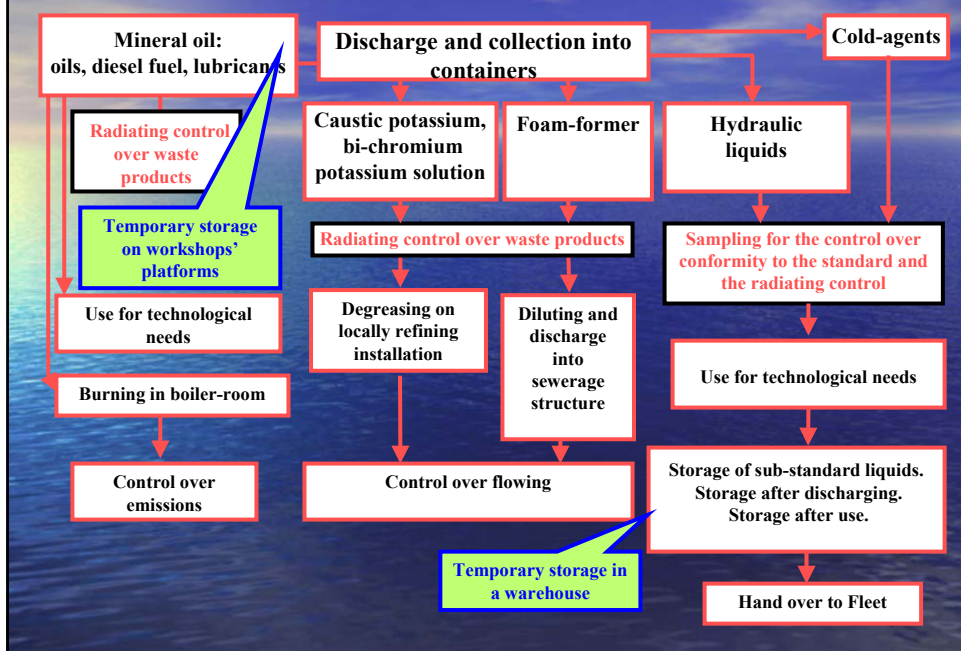 Mineral oil:
oils, diesel fuel, lubricants
Discharge and collection into
containers
Cold-agents
Radiating control
over waste
products
Caustic potassium,
bi-chromium
potassium solution
Foam-former
Hydraulic
liquids
Temporary storage
on workshops’
platforms
Radiating control over waste products
Sampling for the control over
conformity to the standard and
the radiating control
Use for technological
needs
Degreasing on
locally refining
installation
Diluting and
discharge
into
sewerage
structure
Use for technological needs
Burning in boiler-room
Control over
emissions
Control over flowing
Storage of sub-standard liquids.
Storage after discharging.
Storage after use.
Temporary storage in
a warehouse
Hand over to Fleet